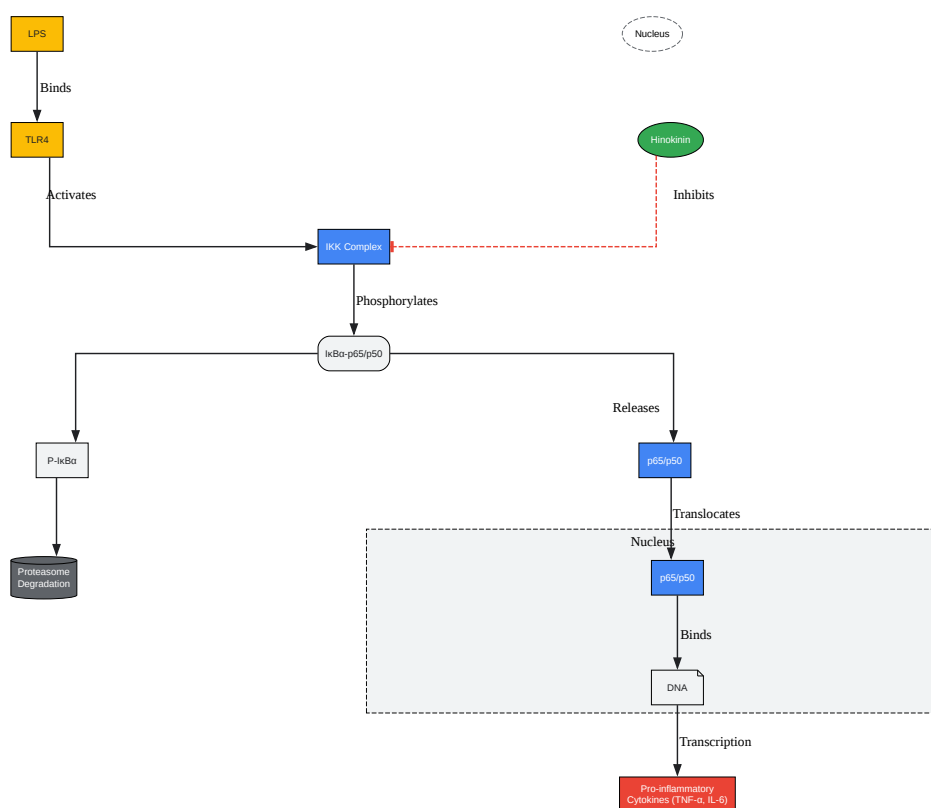 LPS
Nucleus
Binds
TLR4
Hinokinin
Activates
Inhibits
IKK Complex
Phosphorylates
IκBα-p65/p50
Releases
P-IκBα
p65/p50
Translocates
Nucleus
Proteasome
Degradation
p65/p50
Binds
DNA
Transcription
Pro-inflammatory
Cytokines (TNF-α, IL-6)